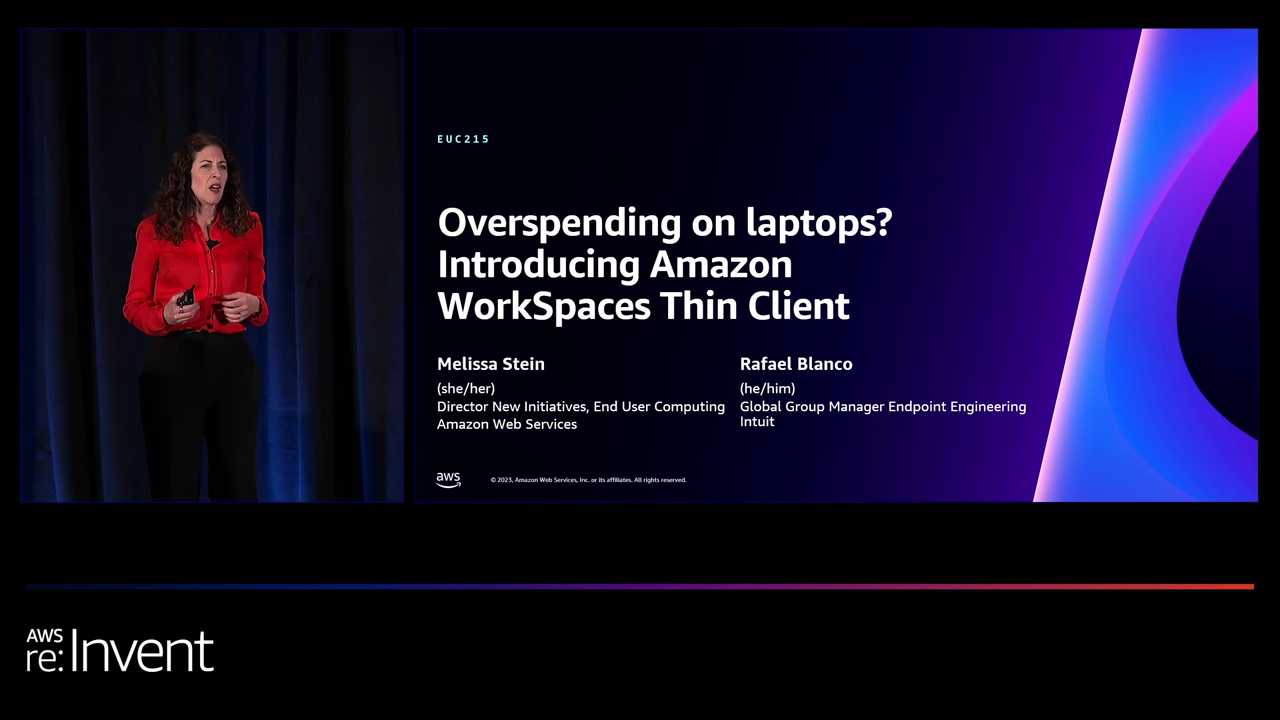 EUC215
Overspending on laptops?
Introducing Amazon
WorkSpaces Thin Client
Melissa Stein
(she/her)
Director New Initiatives, End User Computing
Amazon Web Services
Rafael Blanco
(he/him)
Global Group Manager Endpoint Engineering
Intuit
aws
© 2023, Amazon Web Services, Inc. or its affiliates. All rights reserved.
AWS
re:Invent